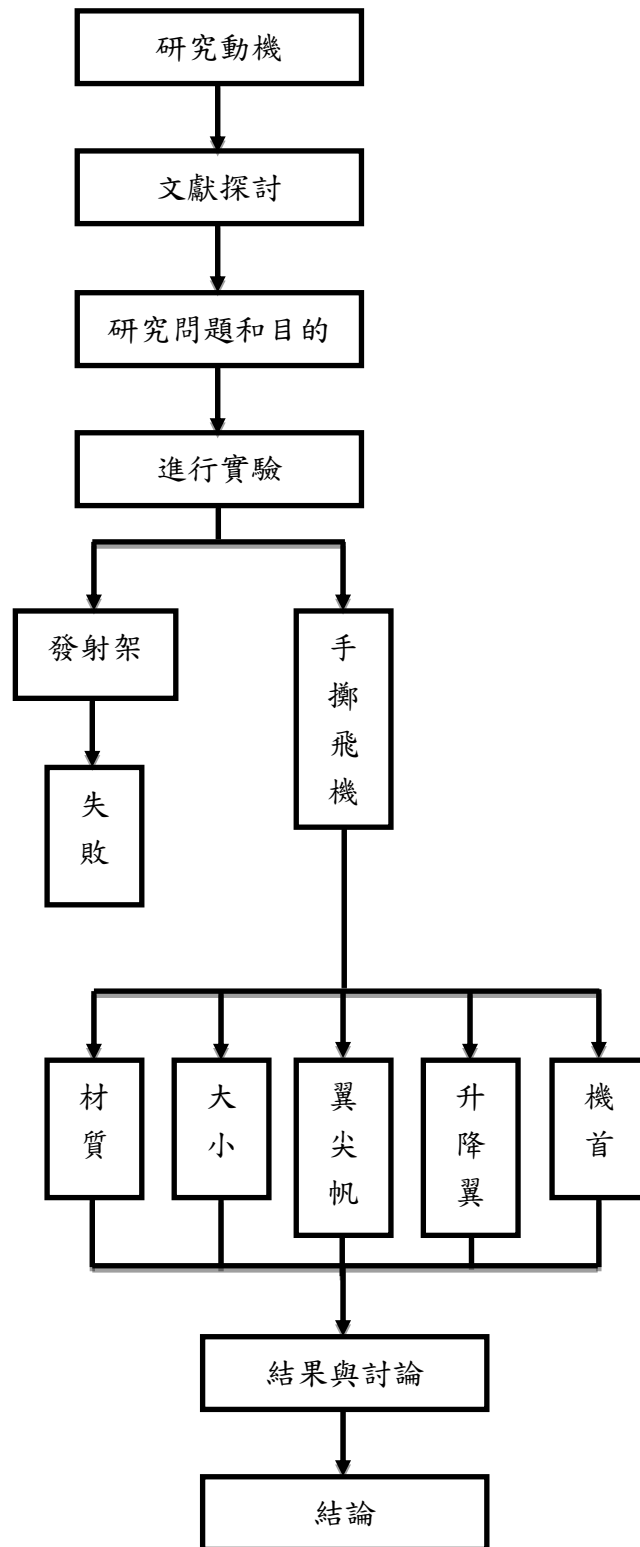 研究動機
文獻探討
研究問題和目的
進行實驗
發射架
手擲飛機
失敗
材質
大小
翼尖帆
升降翼
機首
結果與討論
結論